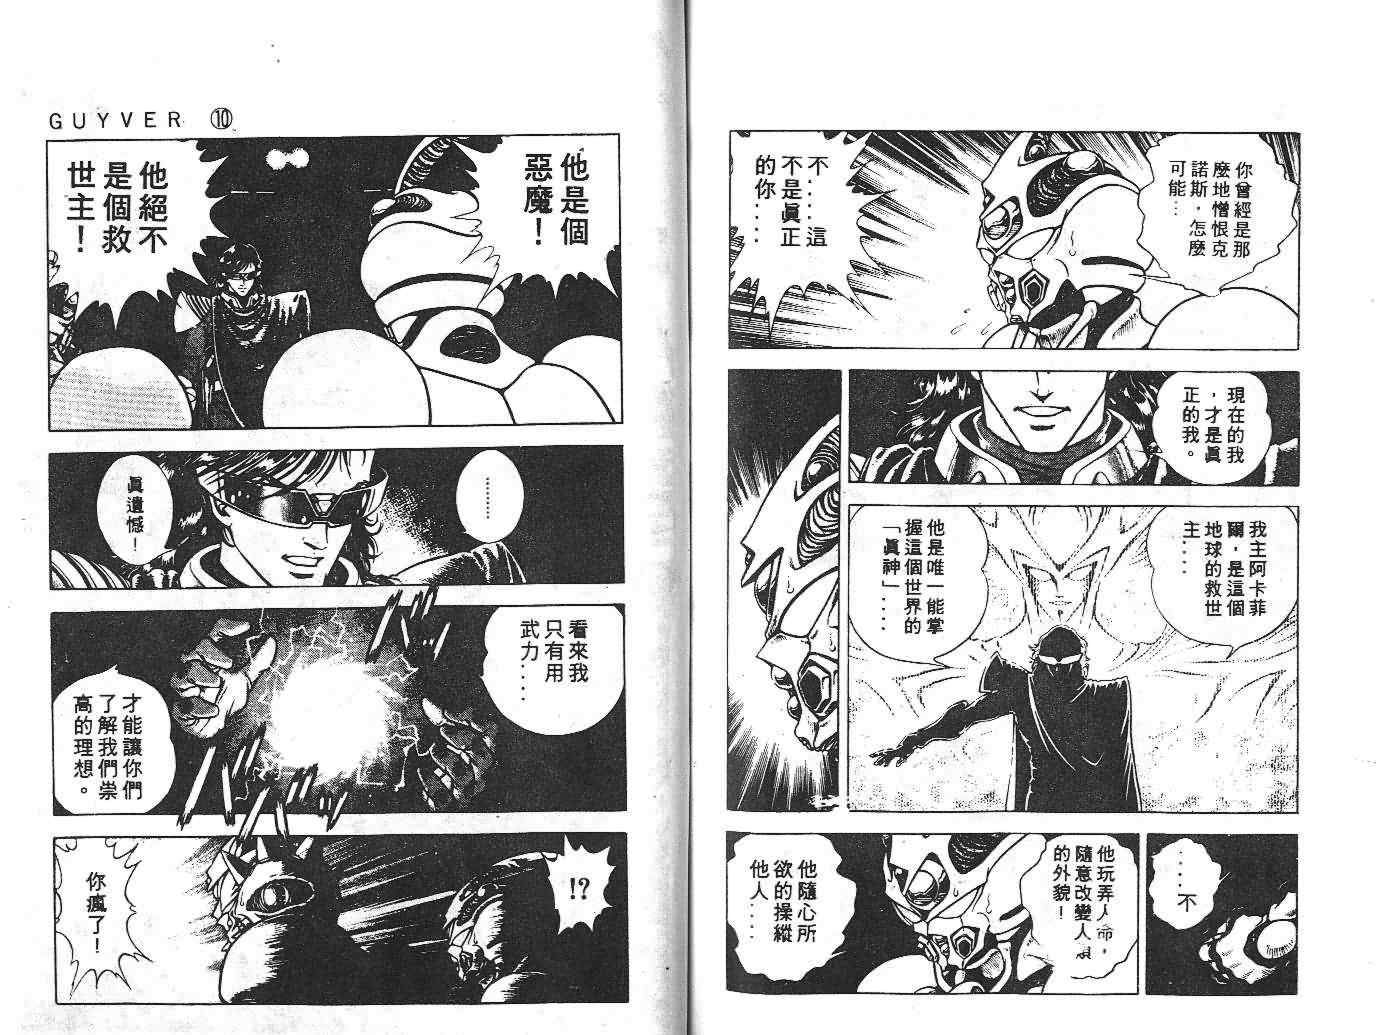 你曾經是那
麼地憎恨克
諾斯，怎麼
可能…
不……這
不是眞正
的你……
現在的我
，才是眞
正的我。
我主阿卡菲
爾，是這個
地球的救世
主……
他是唯一能掌
握這個世界的
「眞神」……
……不
他玩弄人命，
隨意改變人類
的外貌！
他隨心所
欲的操縱
他人……
GUYVER ⑩
他是個
惡魔！
他絕不
是個救
世主！
………
眞遺憾！
看來我
只有用
武力……
才能讓你們
了解我們崇
高的理想。
!?
你瘋了！